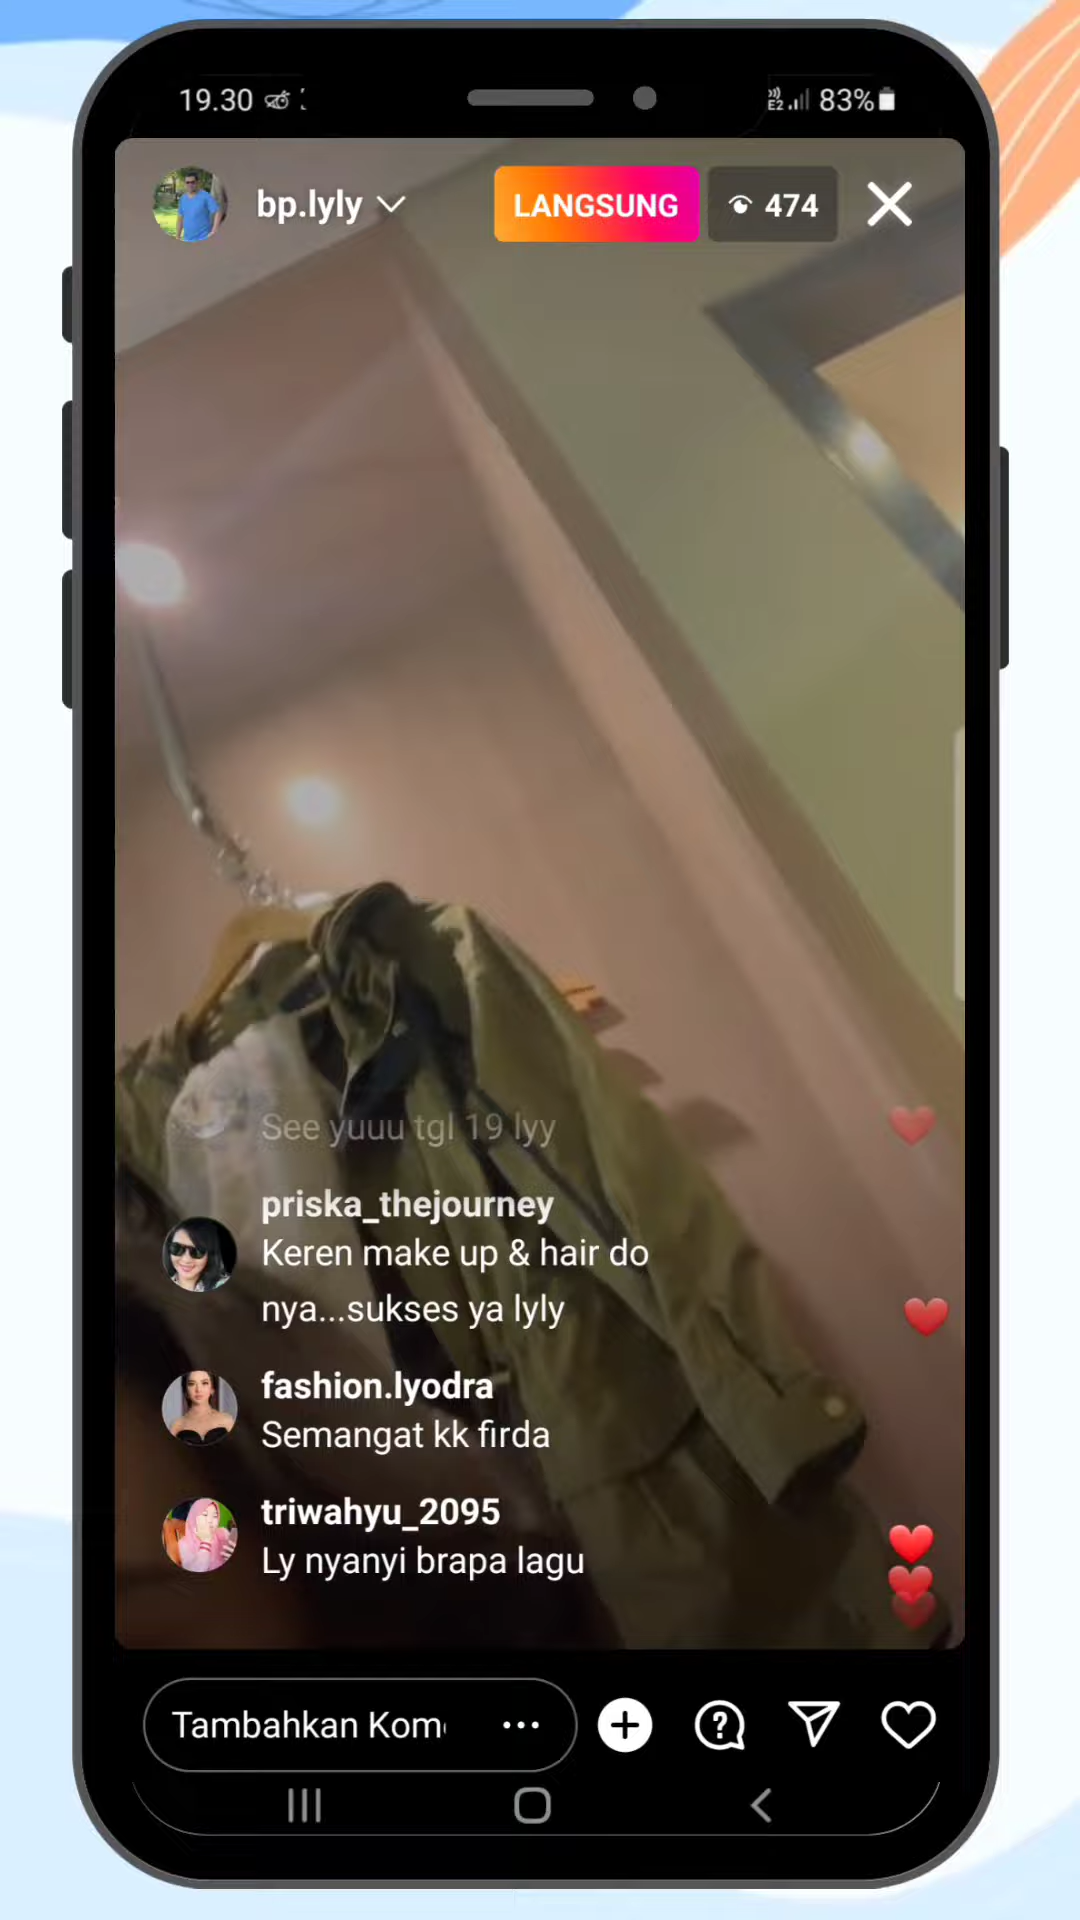 19.30
83%
bp.lyly
LANGSUNG
474
See yuuu tgl 19 lyy
priska_thejourney
Keren make up & hair do
nya...sukses ya lyly
fashion.lyodra
Semangat kk firda
triwahyu_2095
Ly nyanyi brapa lagu
Tambahkan Kom